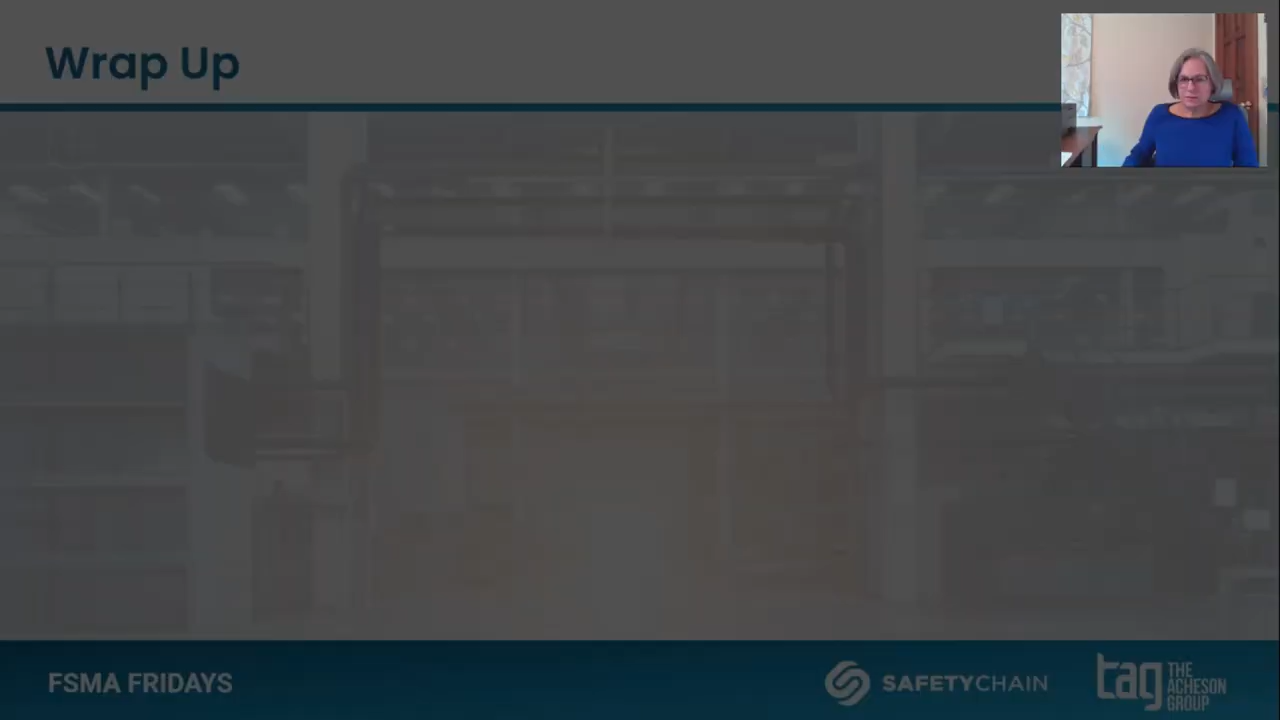 Wrap Up
FSMA FRIDAYS
SAFETYCHAIN
tag THE
ACHESON
GROUP